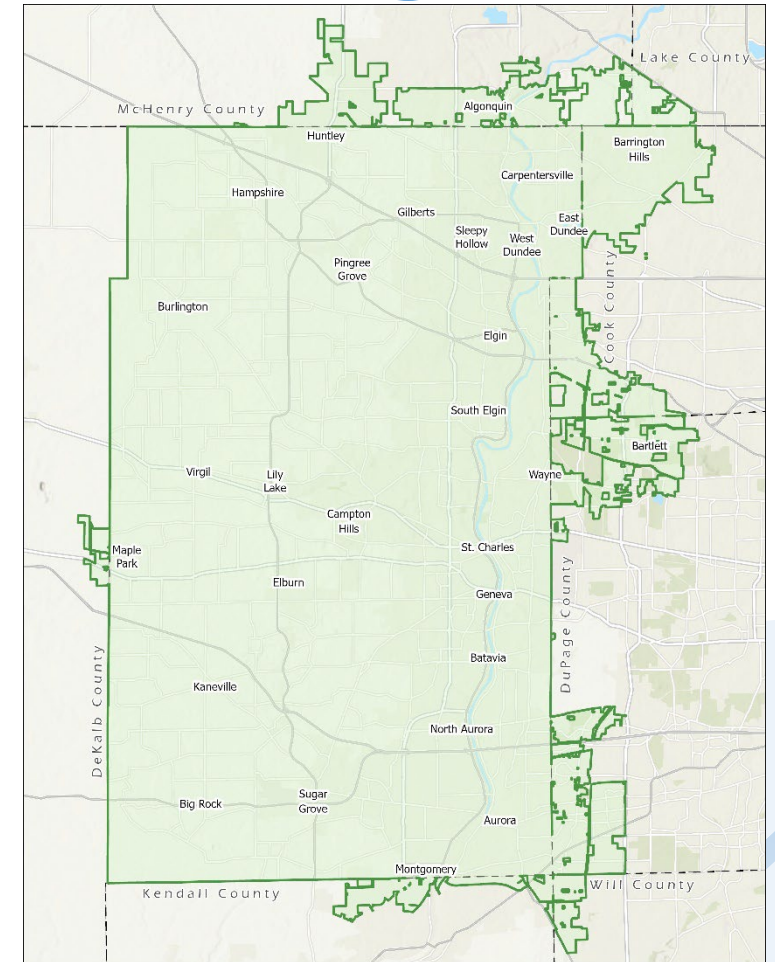 Lake County
McHenry County
Algonquin
Huntley
Barrington
Hills
Carpentersville
Hampshire
Gilberts
East
Dundee
Sleepy
Hollow
West
Dundee
Pingree
Grove
Cook County
Burlington
Elgin
South Elgin
Bartlett
Virgil
Lily
Lake
Wayne
Campton
Hills
Maple
Park
St. Charles
Elburn
Geneva
DuPage County
DeKalb County
Batavia
Kaneville
North Aurora
Big Rock
Sugar
Grove
Aurora
Montgomery
Kendall County
Will County